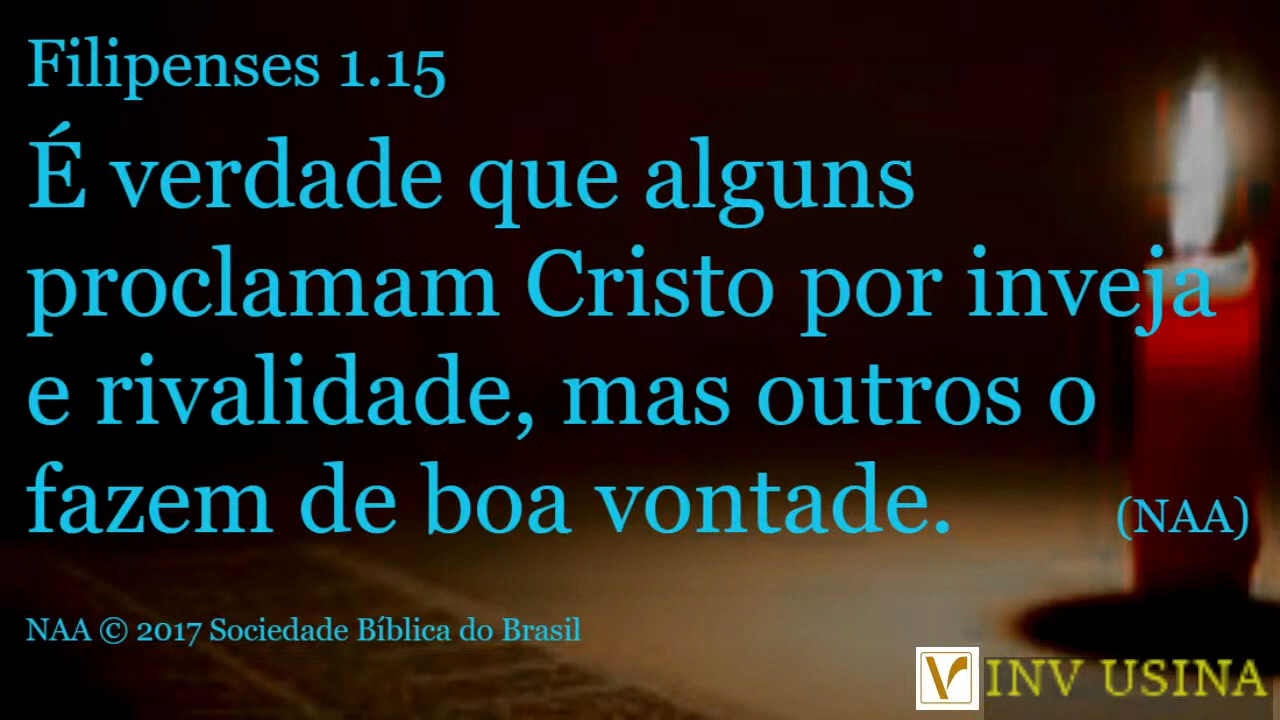 Filipenses 1.15
É verdade que alguns
proclamam Cristo por inveja
e rivalidade, mas outros o
fazem de boa vontade.
(NAA)
NAA © 2017 Sociedade Bíblica do Brasil
V INV USINA